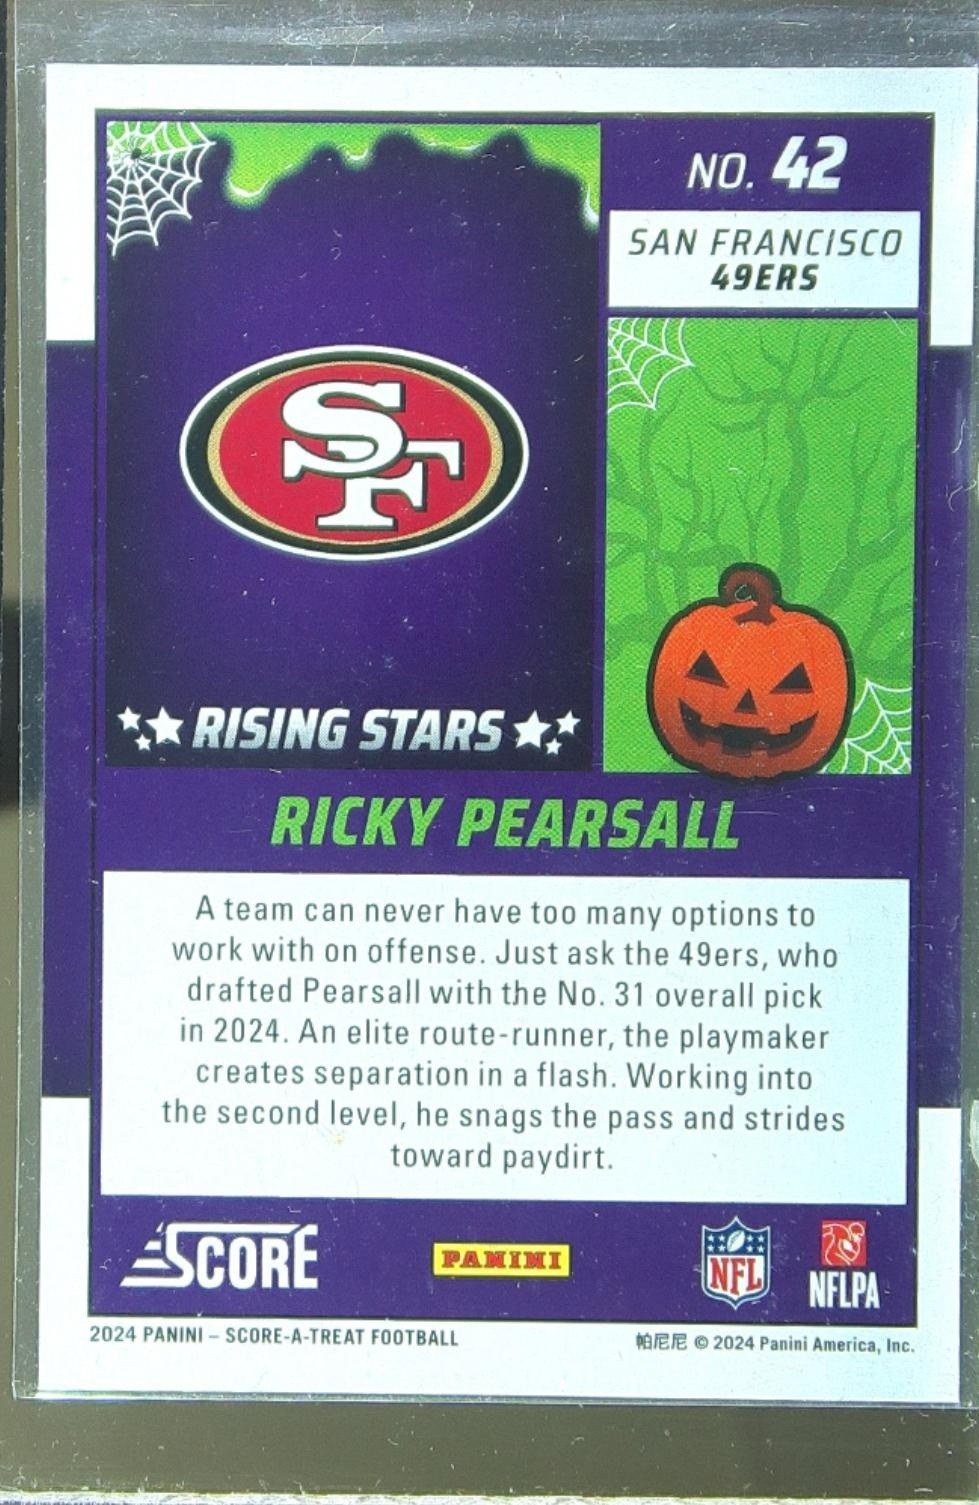 NO. 42
SAN FRANCISCO
49ERS
SF
RISING STARS
RICKY PEARSALL
A team can never have too many options to
work with on offense. Just ask the 49ers, who
drafted Pearsall with the No. 31 overall pick
in 2024. An elite route-runner, the playmaker
creates separation in a flash. Working into
the second level, he snags the pass and strides
toward paydirt.
SCORE
PANINI
NFL
NFLPA
2024 PANINI – SCORE-A-TREAT FOOTBALL
帕尼尼 © 2024 Panini America, Inc.